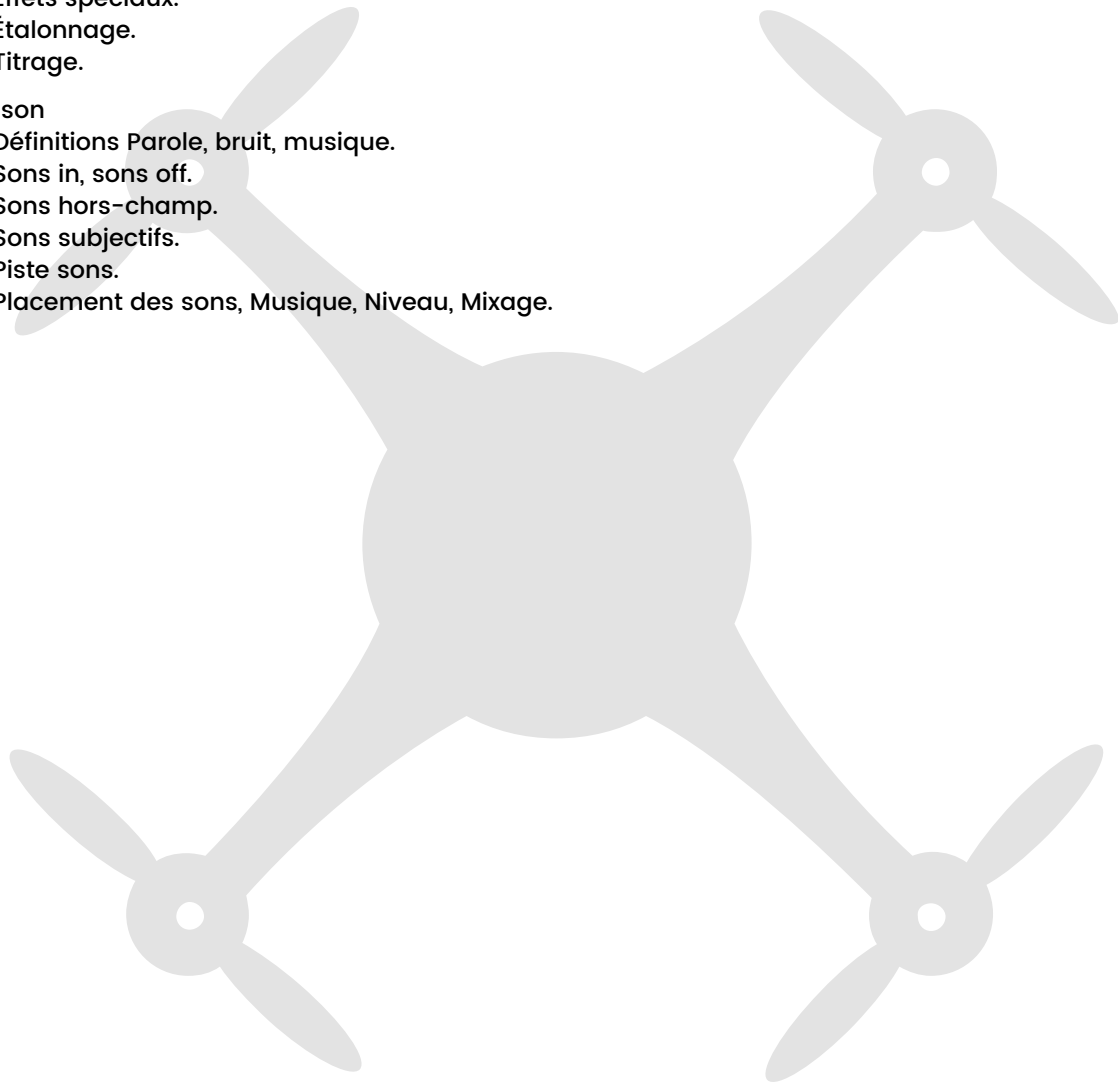 Effets spéciaux.
Étalonnage.
Titrage.
son
Définitions Parole, bruit, musique.
Sons in, sons off.
Sons hors-champ.
Sons subjectifs.
Piste sons.
Placement des sons, Musique, Niveau, Mixage.